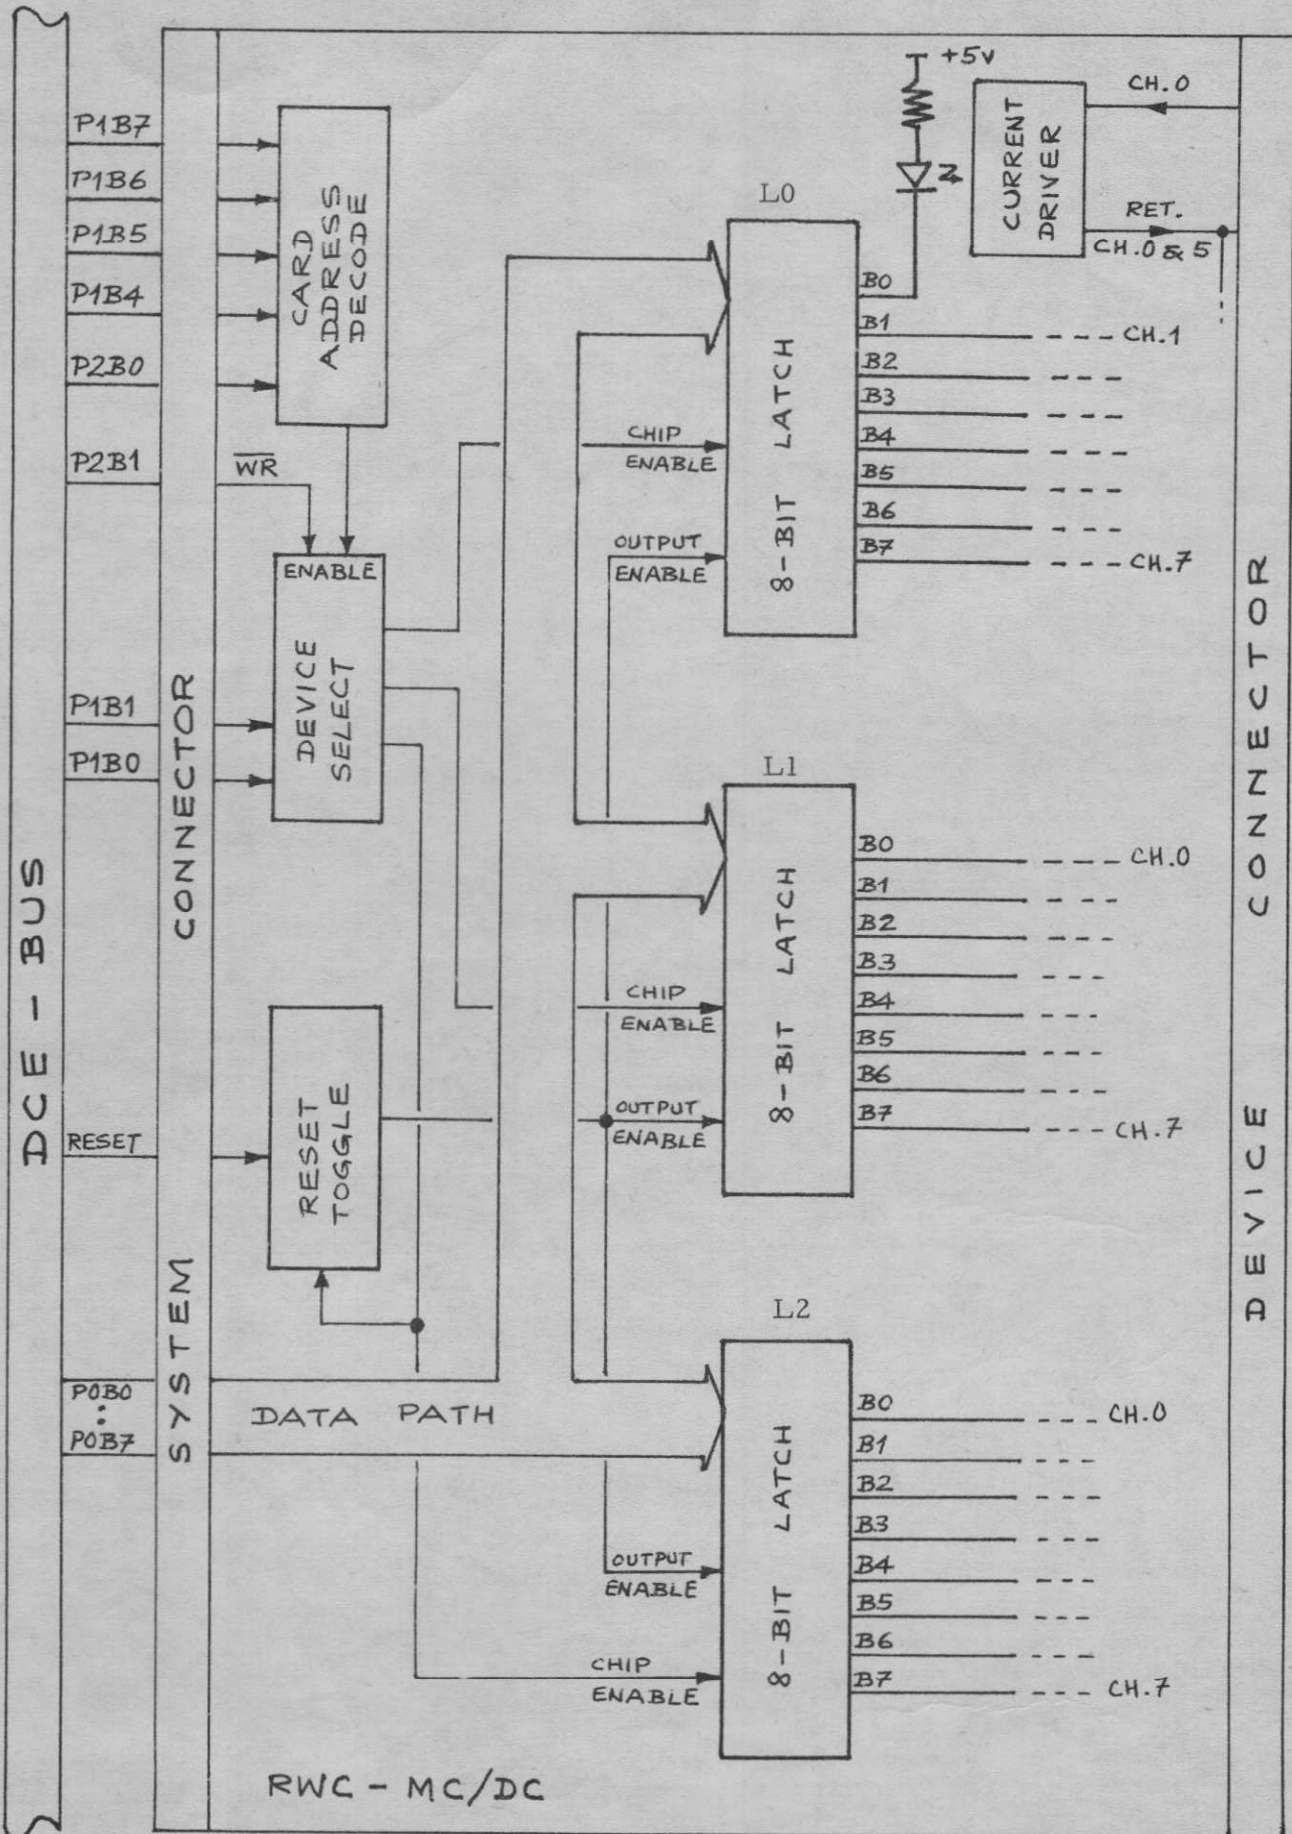 DCE - BUS
SYSTEM CONNECTOR
P1B7
P1B6
P1B5
P1B4
P2B0
P2B1
P1B1
P1B0
RESET
P0B0
P0B7
CARD
ADDRESS
DECODE
WR
ENABLE
DEVICE
SELECT
RESET
TOGGLE
DATA PATH
+5V
CURRENT
DRIVER
CH.0
RET.
CH.0 & 5
L0
8-BIT LATCH
CHIP
ENABLE
OUTPUT
ENABLE
B0
B1
CH.1
B2
B3
B4
B5
B6
B7
CH.7
L1
8-BIT LATCH
CHIP
ENABLE
OUTPUT
ENABLE
B0
CH.0
B1
B2
B3
B4
B5
B6
B7
CH.7
L2
8-BIT LATCH
OUTPUT
ENABLE
CHIP
ENABLE
B0
CH.0
B1
B2
B3
B4
B5
B6
B7
CH.7
DEVICE CONNECTOR
RWC - MC/DC